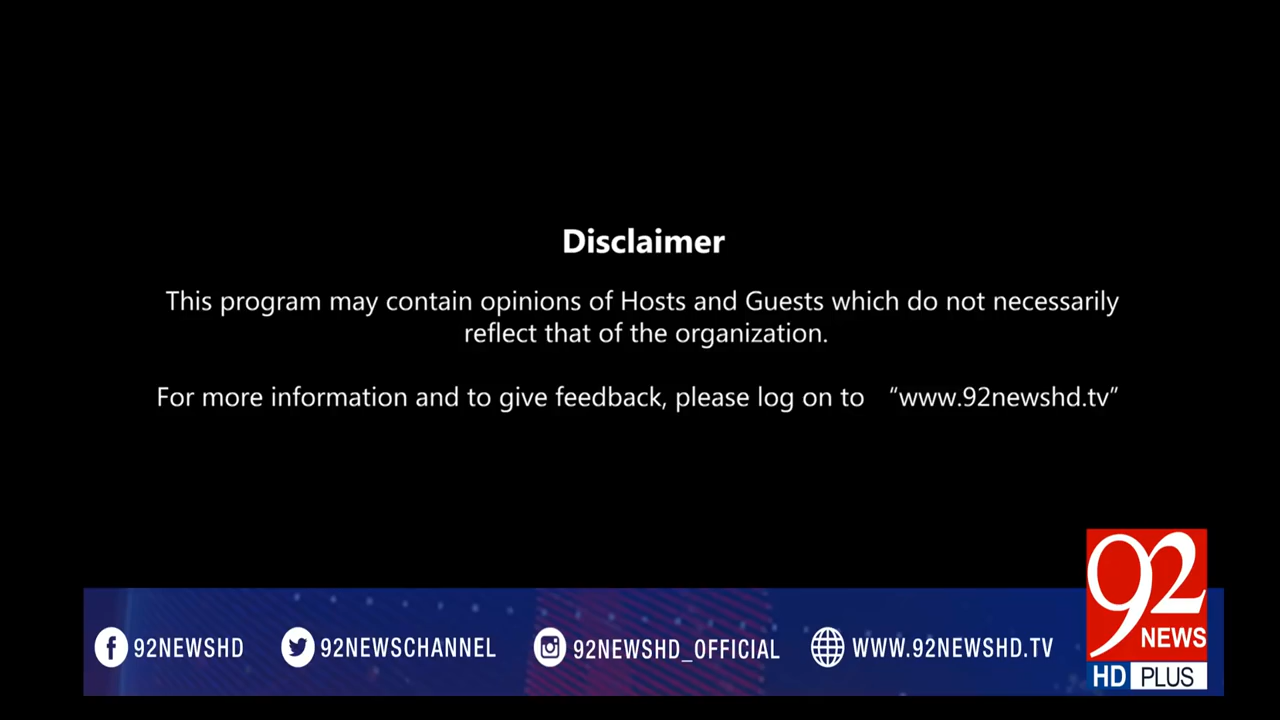 Disclaimer
This program may contain opinions of Hosts and Guests which do not necessarily
reflect that of the organization.
For more information and to give feedback, please log on to “www.92newshd.tv”
92NEWSHD
92NEWSCHANNEL
92NEWSHD_OFFICIAL
WWW.92NEWSHD.TV
92
NEWS
HD PLUS